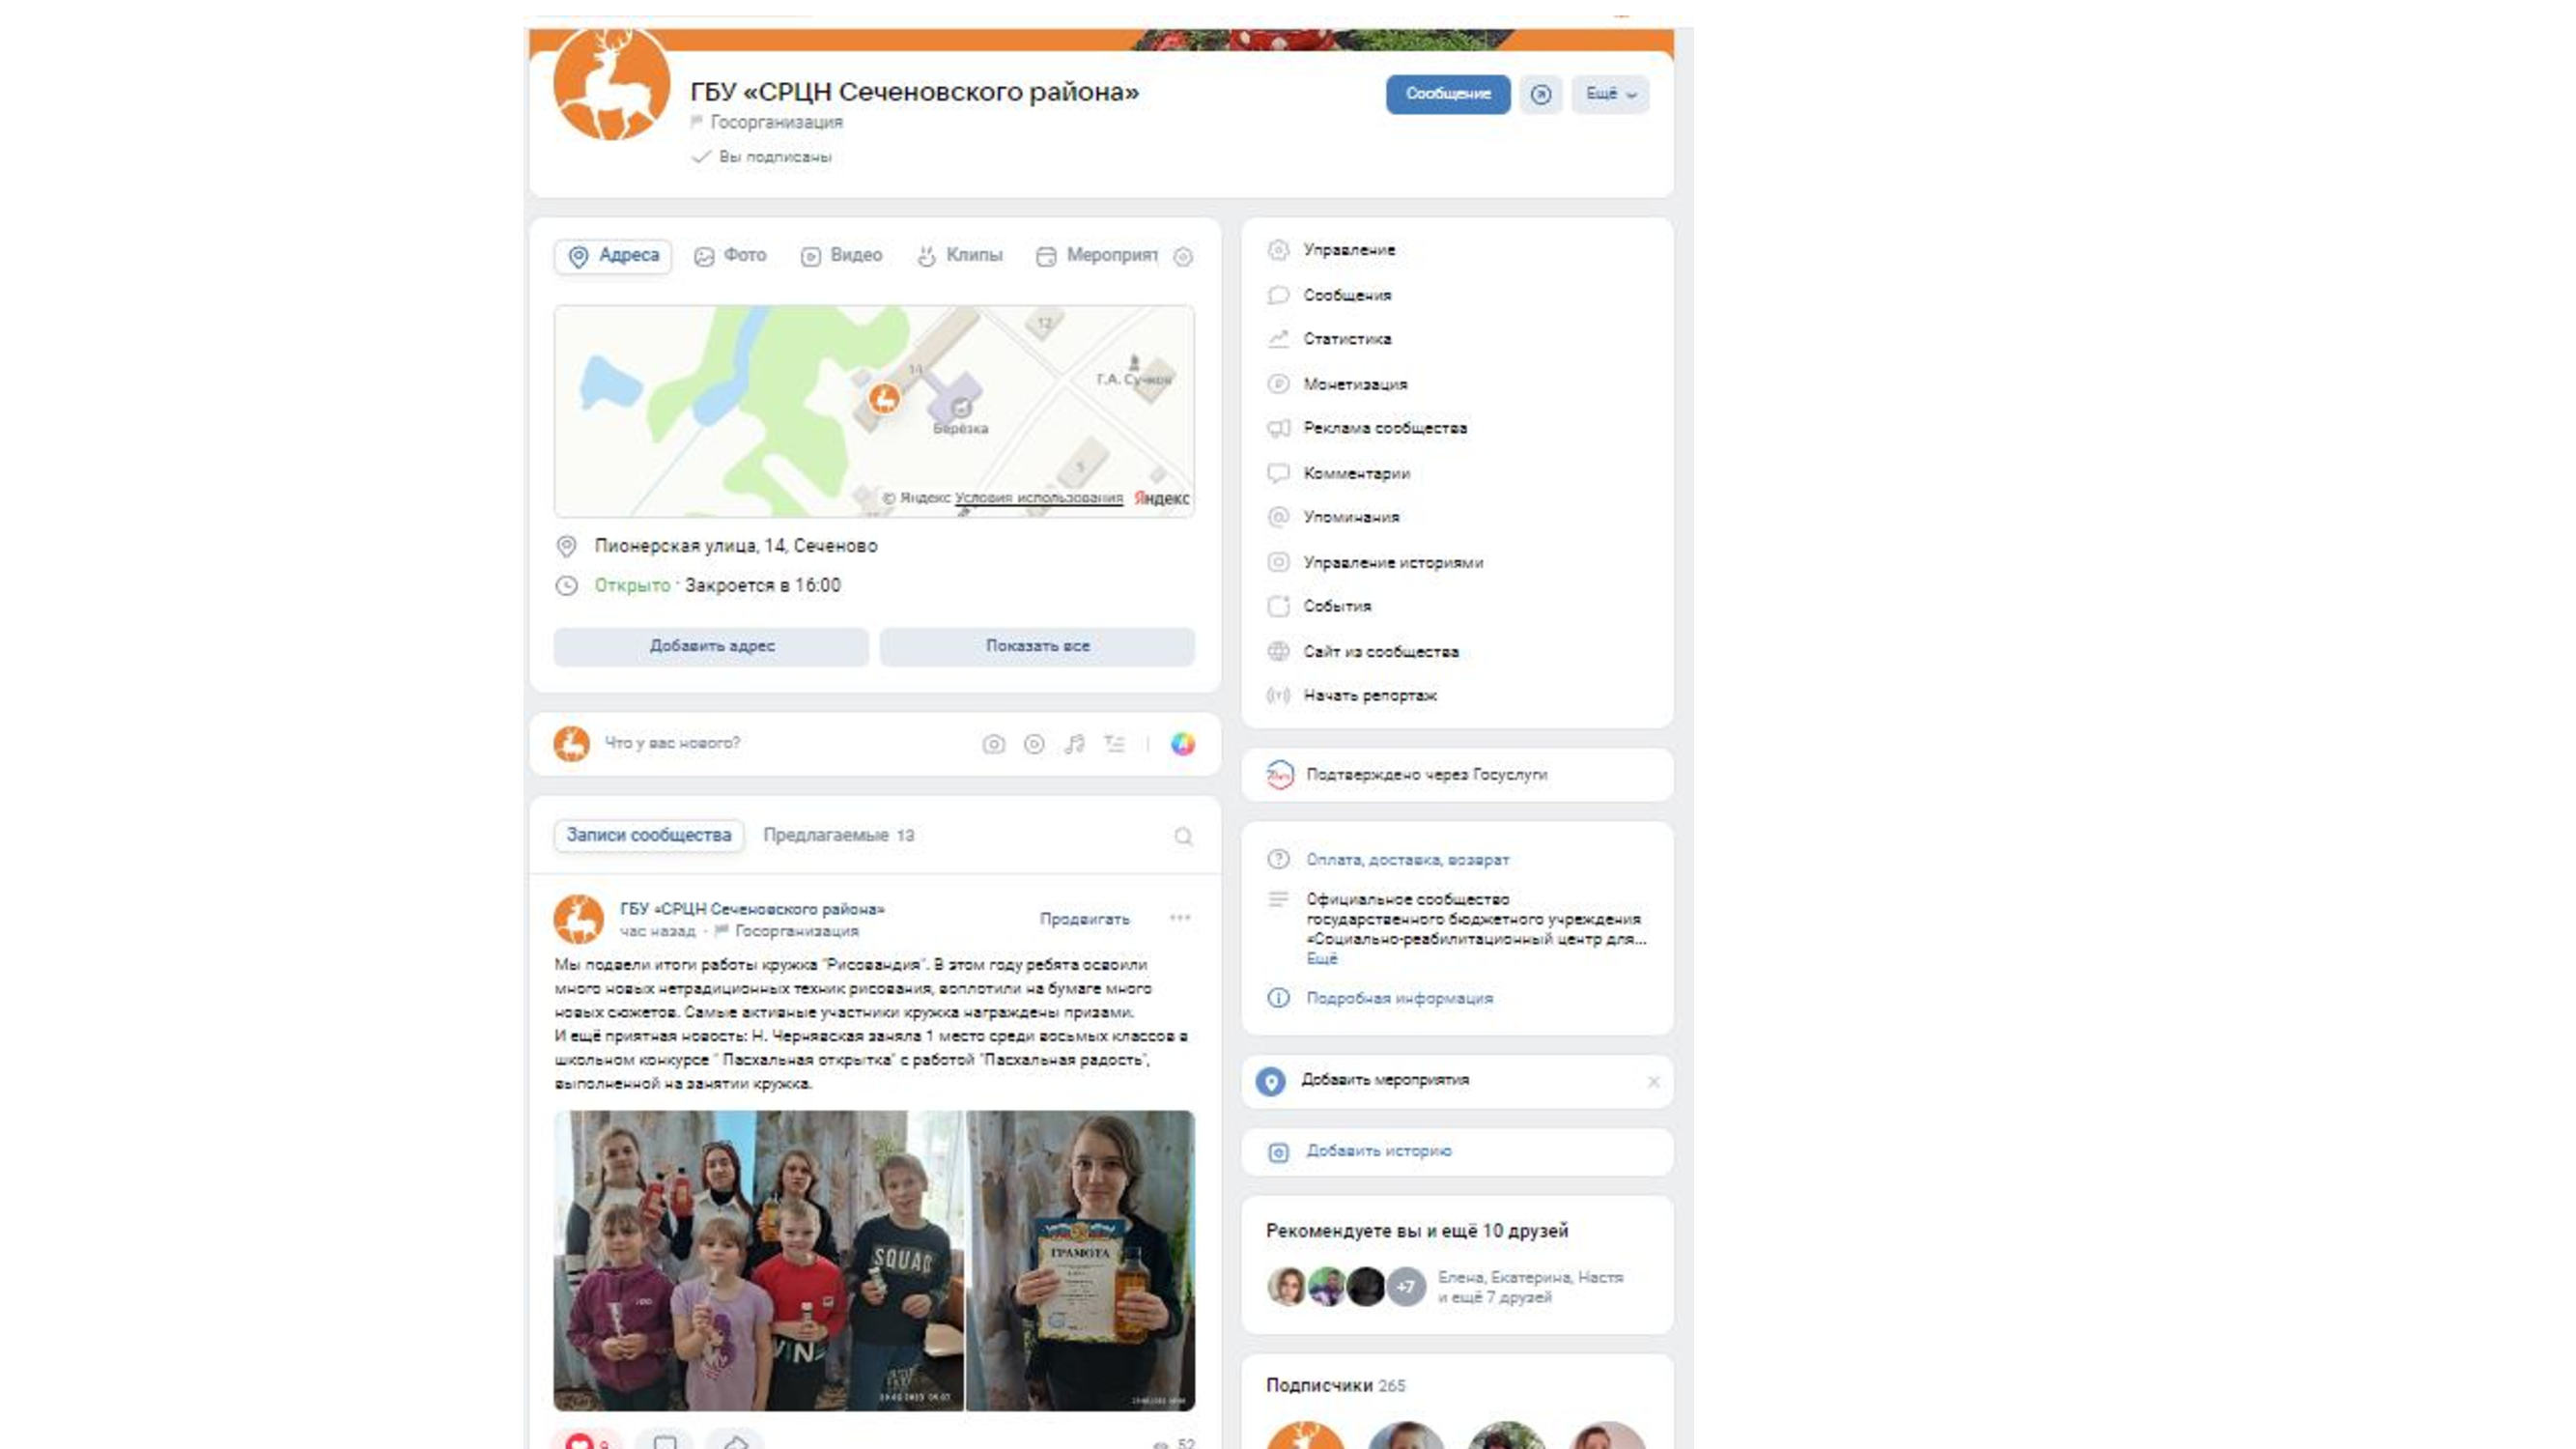 ГБУ «СРЦН Сеченовского района»
Госорганизация
Вы подписаны
Сообщение
Ещё
Адреса
Фото
Видео
Клипы
Мероприят
12
14
Г.А. Сучков
Берёзка
5
© Яндекс Условия использования Яндекс
Пионерская улица, 14, Сеченово
Открыто · Закроется в 16:00
Добавить адрес
Показать все
Что у вас нового?
Записи сообщества
Предлагаемые 13
ГБУ «СРЦН Сеченовского района»
час назад · Госорганизация
Продвигать
Мы подвели итоги работы кружка "Рисовандия". В этом году ребята освоили
много новых нетрадиционных техник рисования, воплотили на бумаге много
новых сюжетов. Самые активные участники кружка награждены призами.
И ещё приятная новость: Н. Чернявская заняла 1 место среди восьмых классов в
школьном конкурсе " Пасхальная открытка" с работой "Пасхальная радость",
выполненной на занятии кружка.
SQUAD
VIN
ГРАМОТА
9
52
Управление
Сообщения
Статистика
Монетизация
Реклама сообщества
Комментарии
Упоминания
Управление историями
События
Сайт из сообщества
Начать репортаж
Подтверждено через Госуслуги
Оплата, доставка, возврат
Официальное сообщество
государственного бюджетного учреждения
«Социально-реабилитационный центр для...
Ещё
Подробная информация
Добавить мероприятия
Добавить историю
Рекомендуете вы и ещё 10 друзей
+7
Елена, Екатерина, Настя
и ещё 7 друзей
Подписчики 265